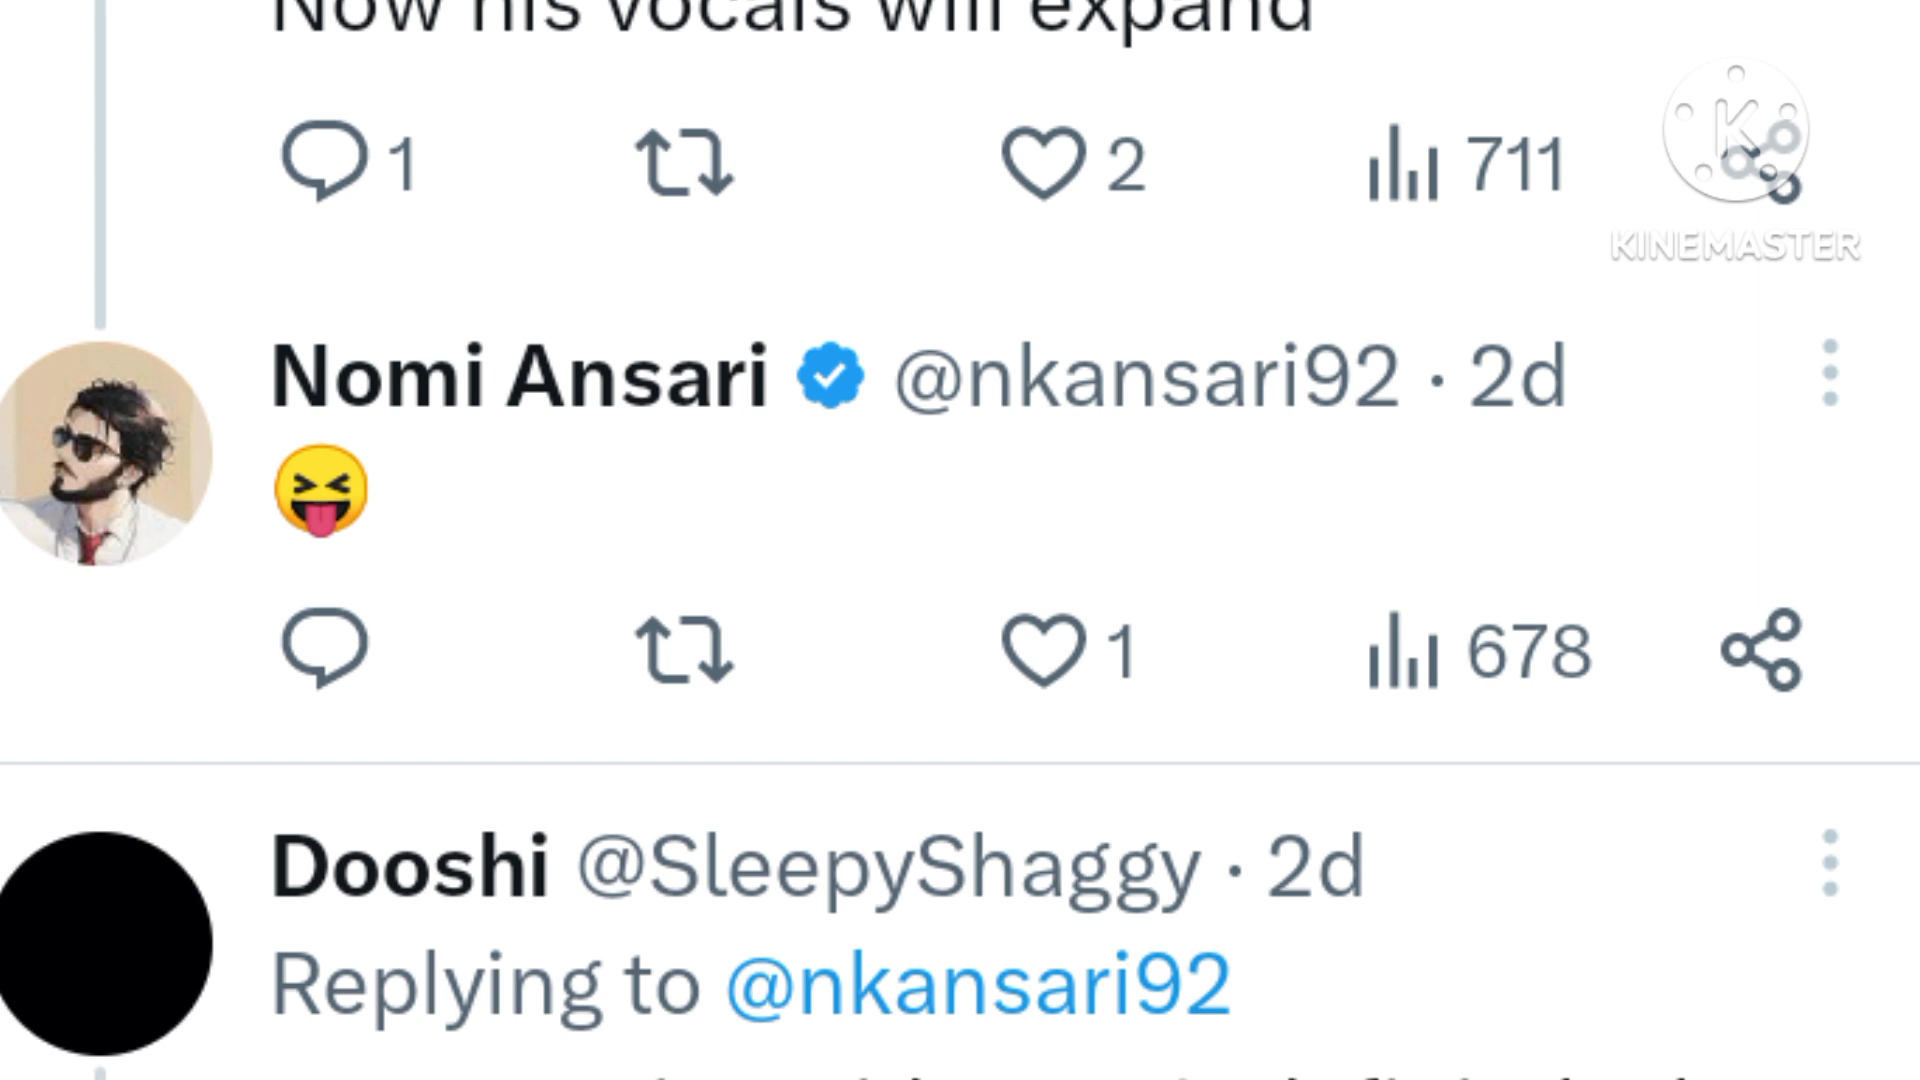 Now his vocals will expand
1 2 711
KINEMASTER
Nomi Ansari @nkansari92 · 2d
😝
1 678
Dooshi @SleepyShaggy · 2d
Replying to @nkansari92